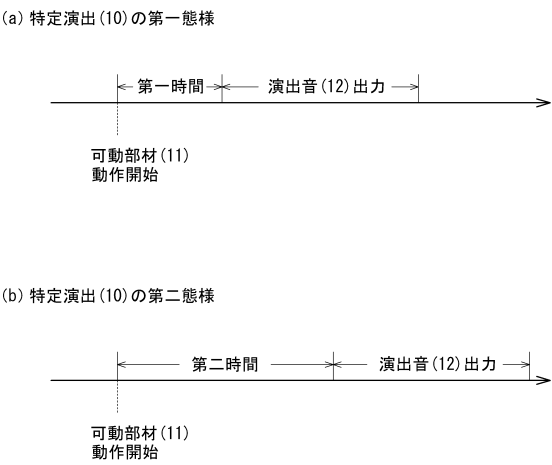 (a) 特定演出(10)の第一態様
第一時間
演出音(12)出力
可動部材(11)
動作開始
(b) 特定演出(10)の第二態様
第二時間
演出音(12)出力
可動部材(11)
動作開始